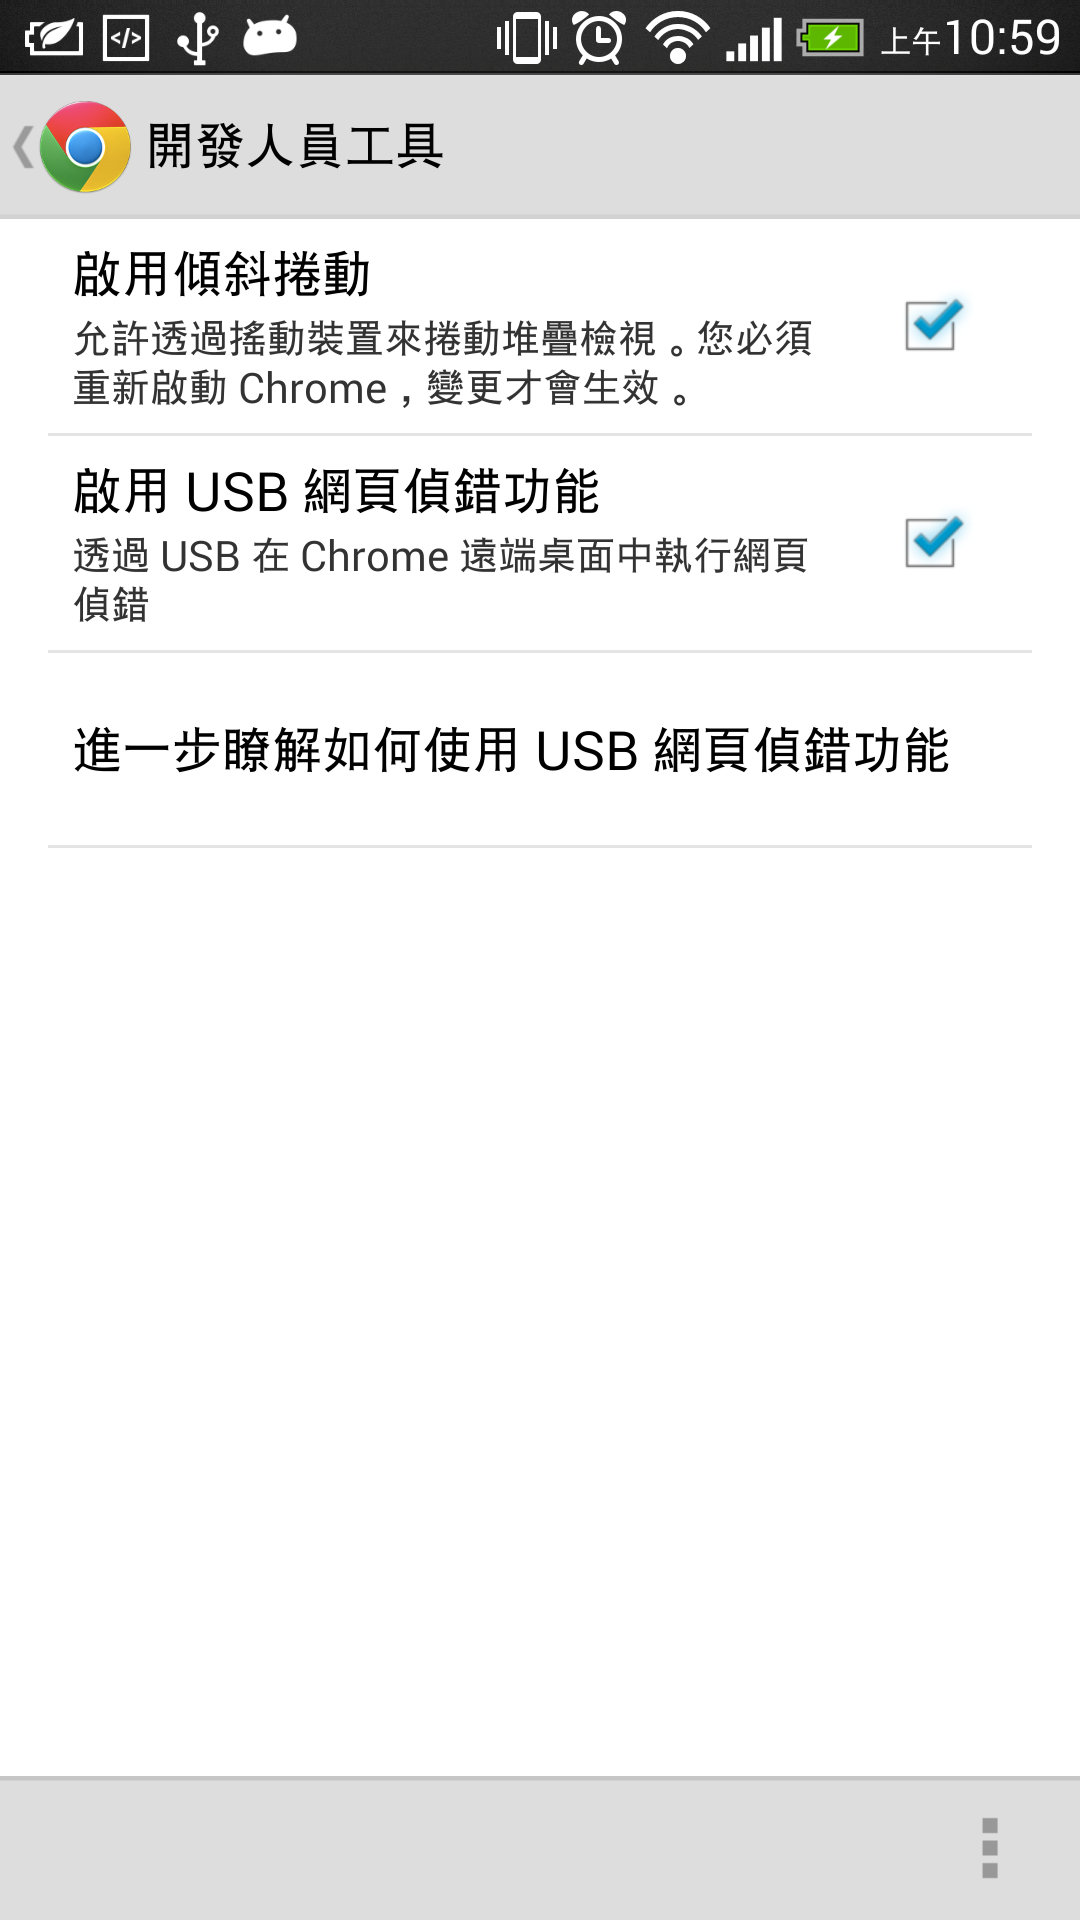 上午10:59
開發人員工具
啟用傾斜捲動
允許透過搖動裝置來捲動堆疊檢視。您必須
重新啟動 Chrome，變更才會生效。
啟用 USB 網頁偵錯功能
透過 USB 在 Chrome 遠端桌面中執行網頁
偵錯
進一步瞭解如何使用 USB 網頁偵錯功能